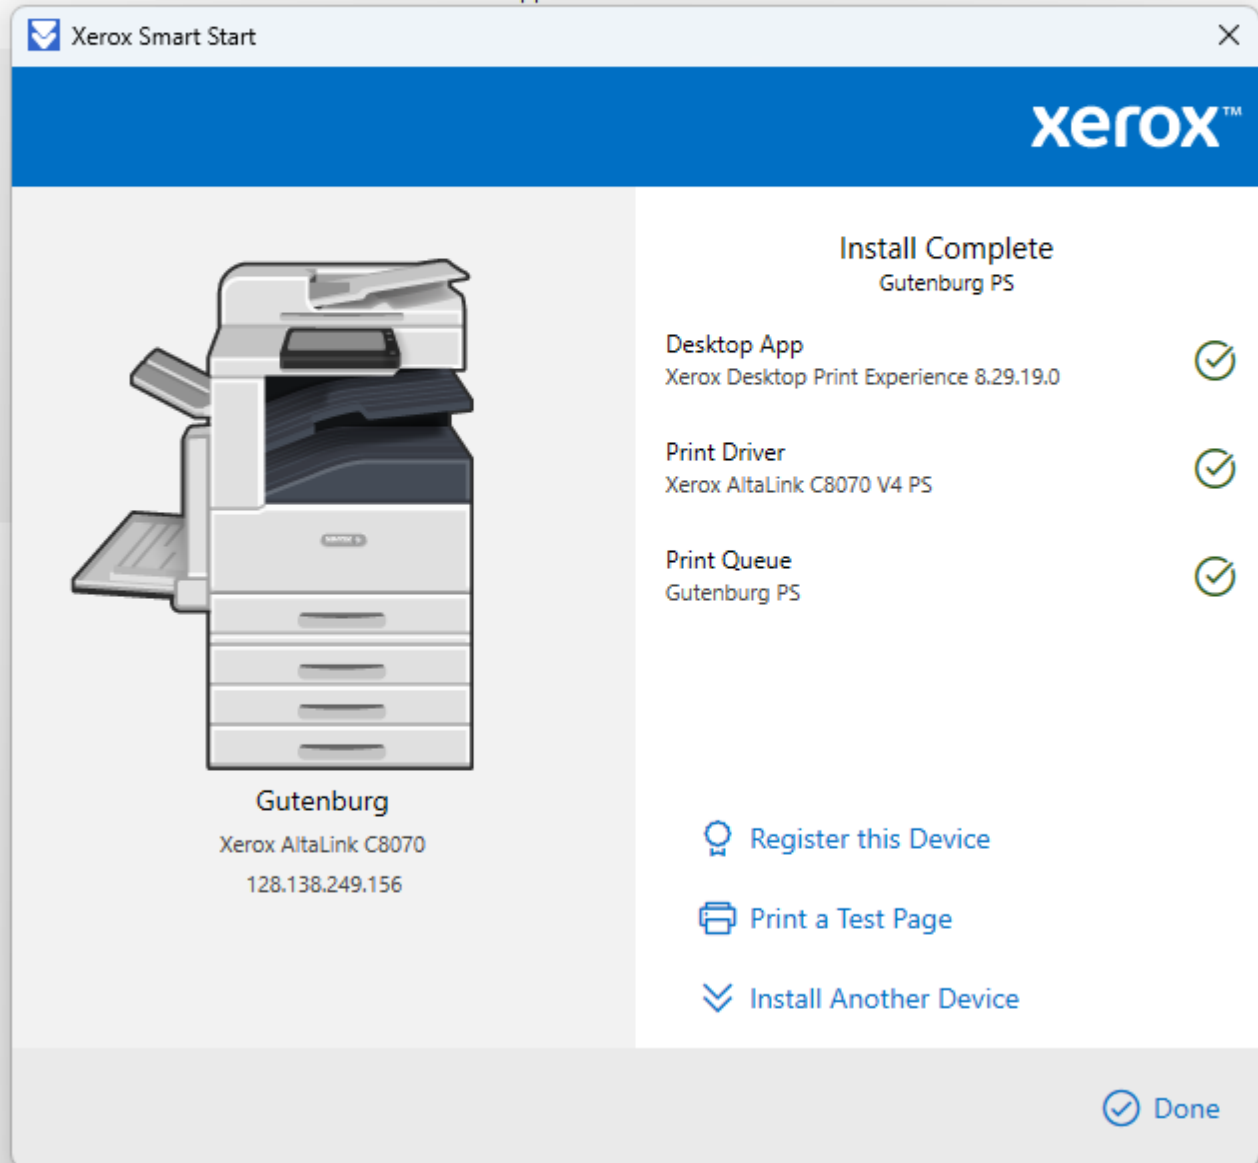 Xerox Smart Start
xerox™
Install Complete
Gutenburg PS
Desktop App
Xerox Desktop Print Experience 8.29.19.0
Print Driver
Xerox AltaLink C8070 V4 PS
Print Queue
Gutenburg PS
Gutenburg
Xerox AltaLink C8070
128.138.249.156
Register this Device
Print a Test Page
Install Another Device
Done